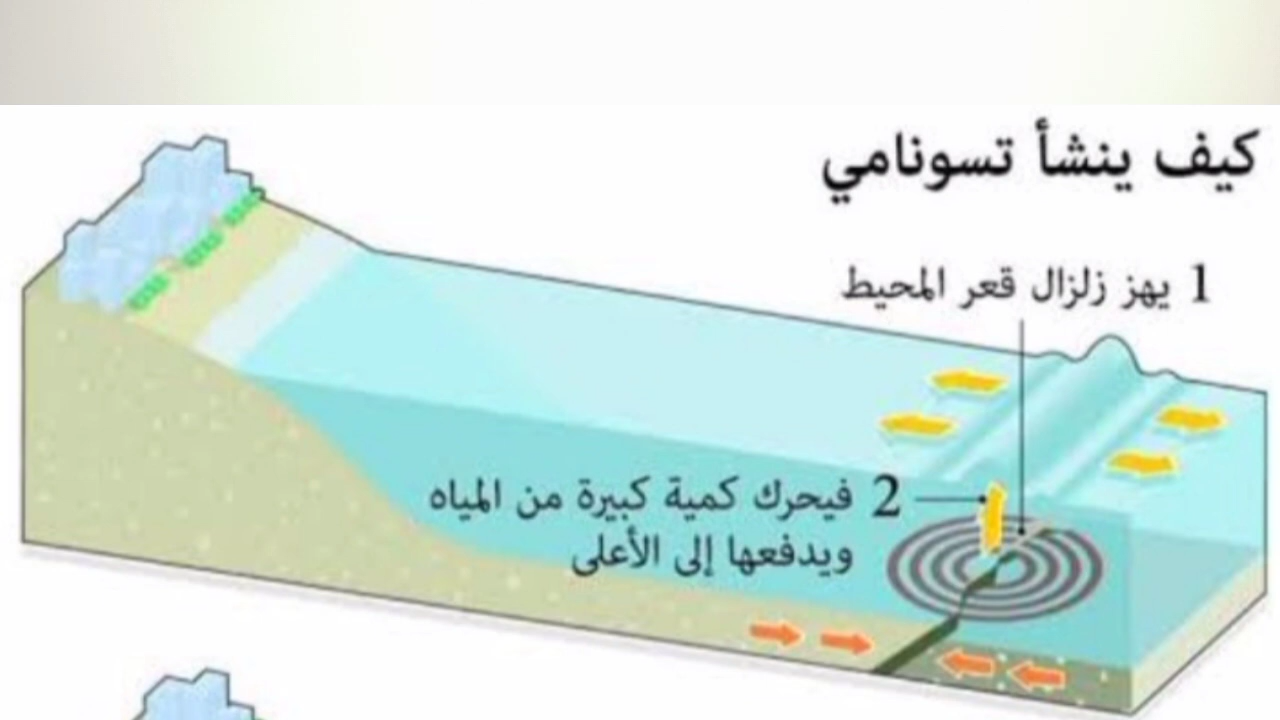 كيف ينشأ تسونامي
1 يهز زلزال قعر المحيط
2 فيحرك كمية كبيرة من المياه
ويدفعها إلى الأعلى